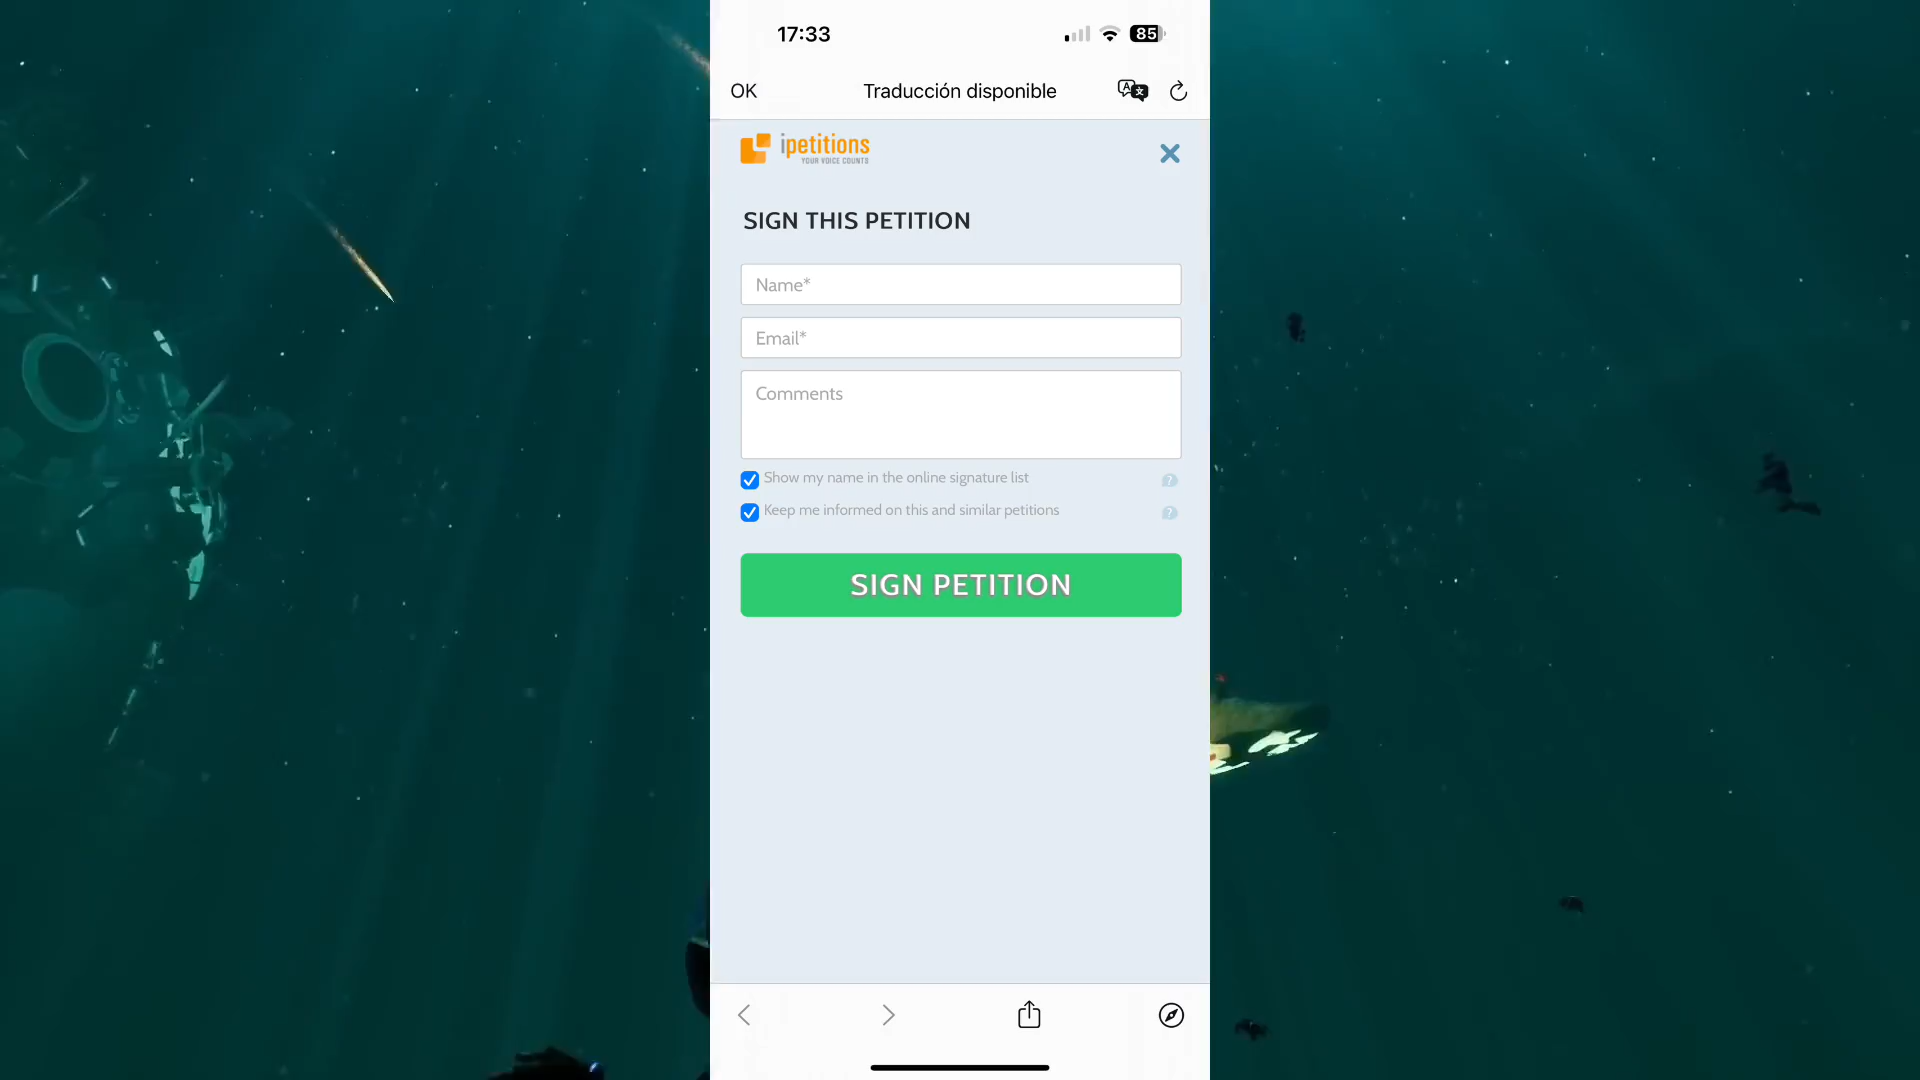 17:33
85
OK
Traducción disponible
ipetitions
YOUR VOICE COUNTS
SIGN THIS PETITION
Name*
Email*
Comments
Show my name in the online signature list
?
Keep me informed on this and similar petitions
?
SIGN PETITION